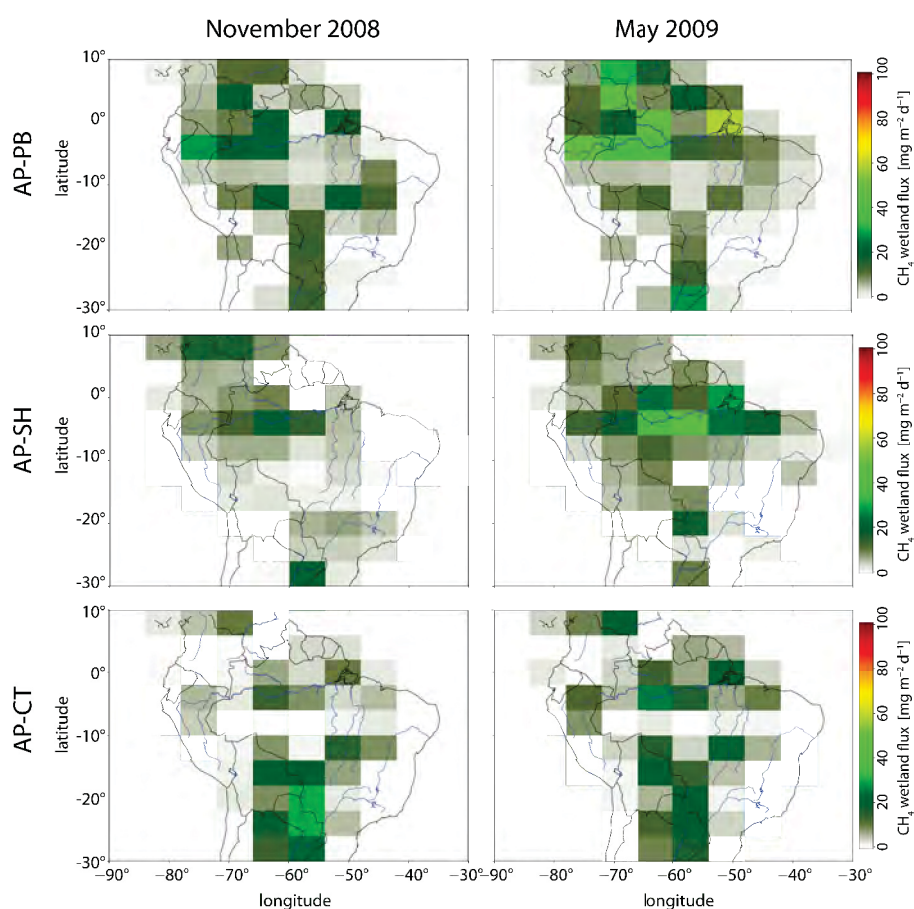 November 2008
May 2009
AP-PB
latitude
10°
0°
-10°
-20°
-30°
0 20 40 60 80 100
CH₄ wetland flux [mg m⁻² d⁻¹]
AP-SH
latitude
10°
0°
-10°
-20°
-30°
0 20 40 60 80 100
CH₄ wetland flux [mg m⁻² d⁻¹]
AP-CT
latitude
10°
0°
-10°
-20°
-30°
0 20 40 60 80 100
CH₄ wetland flux [mg m⁻² d⁻¹]
−90° −80° −70° −60° −50° −40° −30°
−90° −80° −70° −60° −50° −40° −30°
longitude
longitude